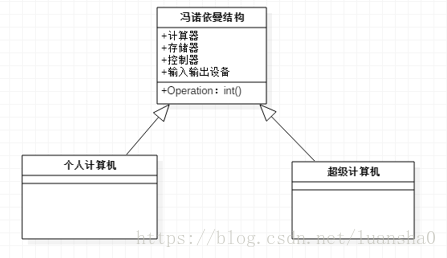 冯诺依曼结构
+计算器
+存储器
+控制器
+输入输出设备
+Operation：int()
个人计算机
超级计算机
https://blog.csdn.net/luansha0